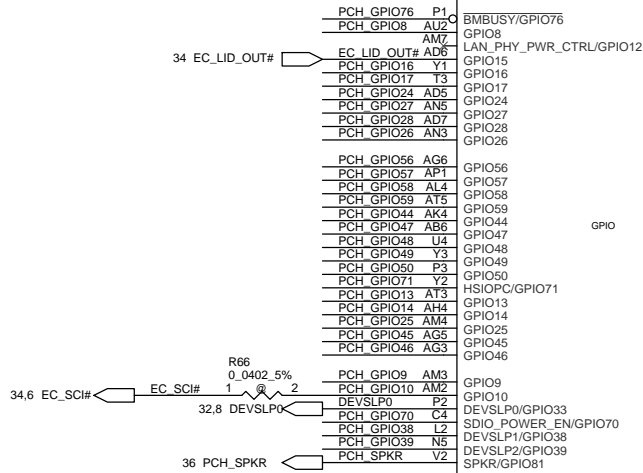 PCH_GPIO76 P1 BMBUSY/GPIO76
PCH_GPIO8 AU2 GPIO8
AM7 LAN_PHY_PWR_CTRL/GPIO12
34 EC_LID_OUT# EC_LID_OUT# AD6 GPIO15
PCH_GPIO16 Y1 GPIO16
PCH_GPIO17 T3 GPIO17
PCH_GPIO24 AD5 GPIO24
PCH_GPIO27 AN5 GPIO27
PCH_GPIO28 AD7 GPIO28
PCH_GPIO26 AN3 GPIO26
PCH_GPIO56 AG6 GPIO56
PCH_GPIO57 AP1 GPIO57
PCH_GPIO58 AL4 GPIO58
PCH_GPIO59 AT5 GPIO59
PCH_GPIO44 AK4 GPIO44
PCH_GPIO47 AB6 GPIO47
GPIO
PCH_GPIO48 U4 GPIO48
PCH_GPIO49 Y3 GPIO49
PCH_GPIO50 P3 GPIO50
PCH_GPIO71 Y2 HSIOPC/GPIO71
PCH_GPIO13 AT3 GPIO13
PCH_GPIO14 AH4 GPIO14
PCH_GPIO25 AM4 GPIO25
PCH_GPIO45 AG5 GPIO45
PCH_GPIO46 AG3 GPIO46
R66
0_0402_5%
PCH_GPIO9 AM3 GPIO9
34,6 EC_SCI# EC_SCI# 1 @ 2 PCH_GPIO10 AM2 GPIO10
32,8 DEVSLP0 DEVSLP0 P2 DEVSLP0/GPIO33
PCH_GPIO70 C4 SDIO_POWER_EN/GPIO70
PCH_GPIO38 L2 DEVSLP1/GPIO38
PCH_GPIO39 N5 DEVSLP2/GPIO39
36 PCH_SPKR PCH_SPKR V2 SPKR/GPIO81